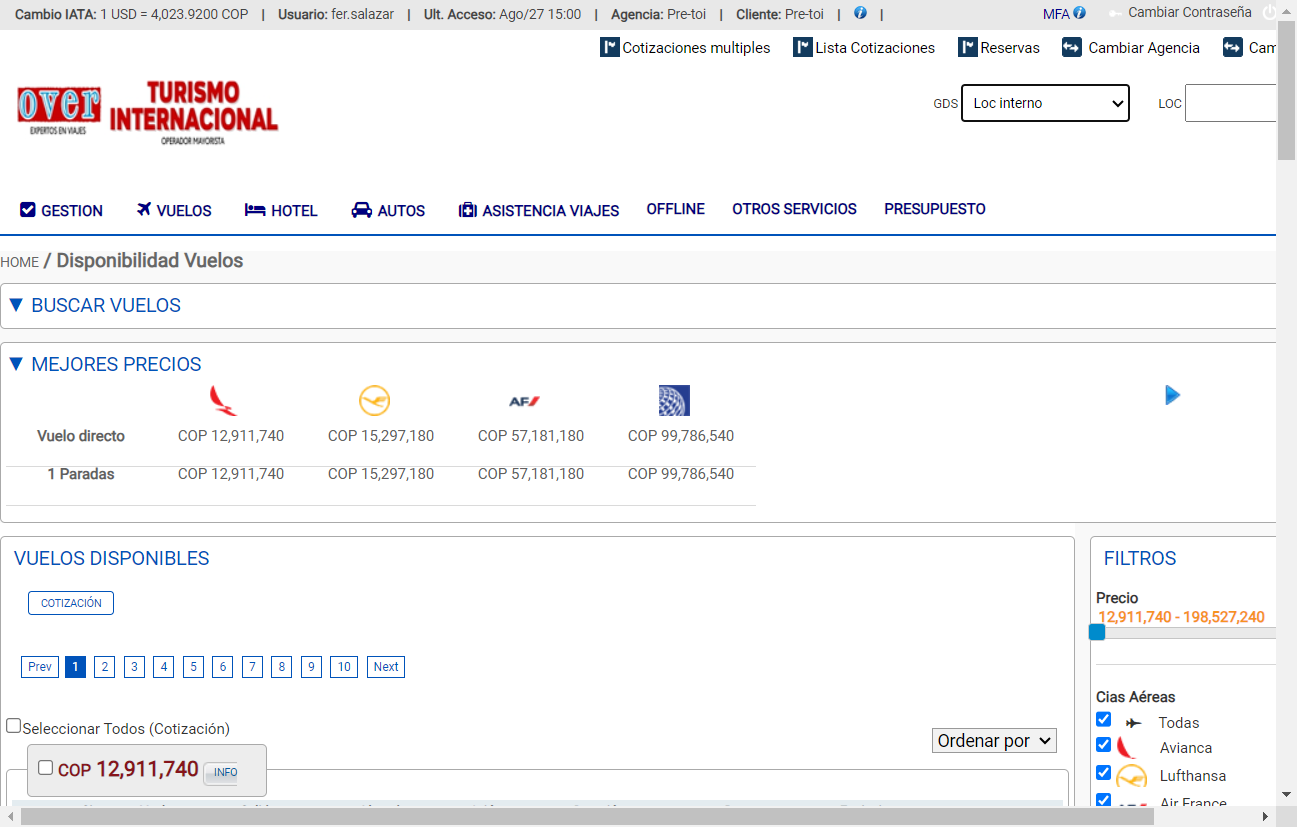 Cambio IATA: 1 USD = 4,023.9200 COP | Usuario: fer.salazar | Ult. Acceso: Ago/27 15:00 | Agencia: Pre-toi | Cliente: Pre-toi | | MFA Cambiar Contraseña
Cotizaciones multiples Lista Cotizaciones Reservas Cambiar Agencia Cam
over TURISMO INTERNACIONAL
EXPERTOS EN VIAJES OPERADOR MAYORISTA
GDS Loc interno LOC
GESTION VUELOS HOTEL AUTOS ASISTENCIA VIAJES OFFLINE OTROS SERVICIOS PRESUPUESTO
HOME / Disponibilidad Vuelos
▼ BUSCAR VUELOS
▼ MEJORES PRECIOS
AF
Vuelo directo COP 12,911,740 COP 15,297,180 COP 57,181,180 COP 99,786,540
1 Paradas COP 12,911,740 COP 15,297,180 COP 57,181,180 COP 99,786,540
VUELOS DISPONIBLES
COTIZACIÓN
Prev 1 2 3 4 5 6 7 8 9 10 Next
Seleccionar Todos (Cotización)
Ordenar por
COP 12,911,740 INFO
FILTROS
Precio
12,911,740 - 198,527,240
Cias Aéreas
Todas
Avianca
Lufthansa
Air France